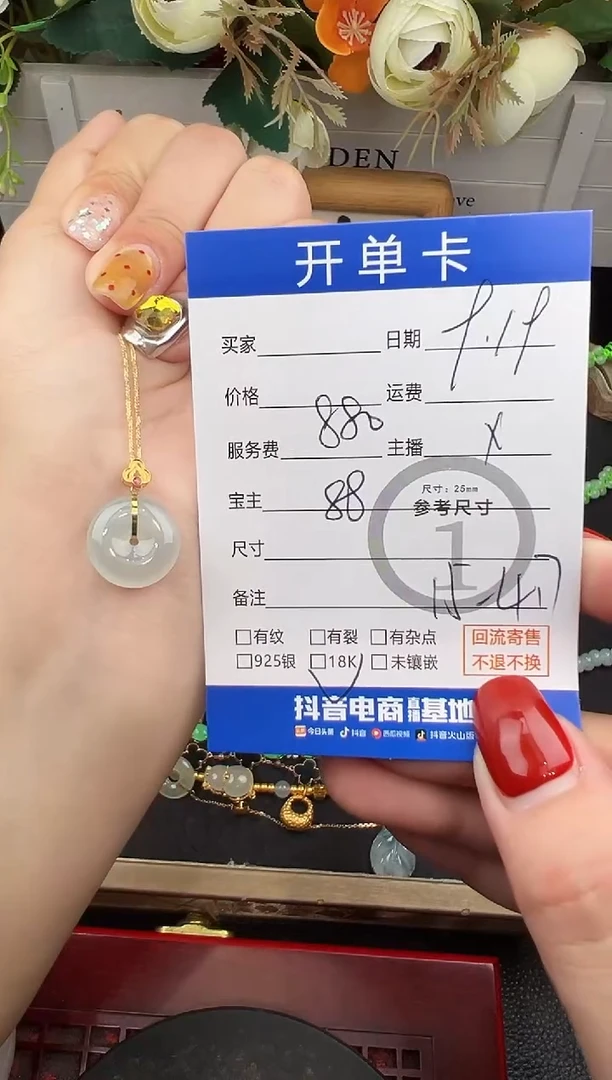 DEN
ve
开单卡
买家 日期
价格 运费
880
服务费 主播 X
尺寸：25mm
宝主 88 参考尺寸
1
尺寸
备注
□有纹 □有裂 □有杂点 回流寄售
□925银 □18K □未镶嵌 不退不换
抖音电商直播基地
今日头条 抖音 西瓜视频 抖音火山版